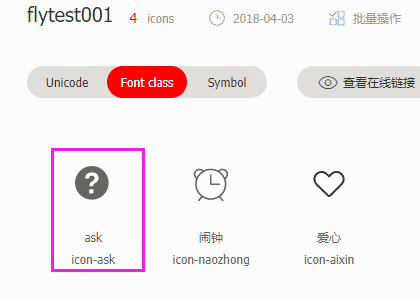 flytest001 4 icons 2018-04-03 批量操作
Unicode Font class Symbol 查看在线链接
?
ask 闹钟 爱心
icon-ask icon-naozhong icon-aixin